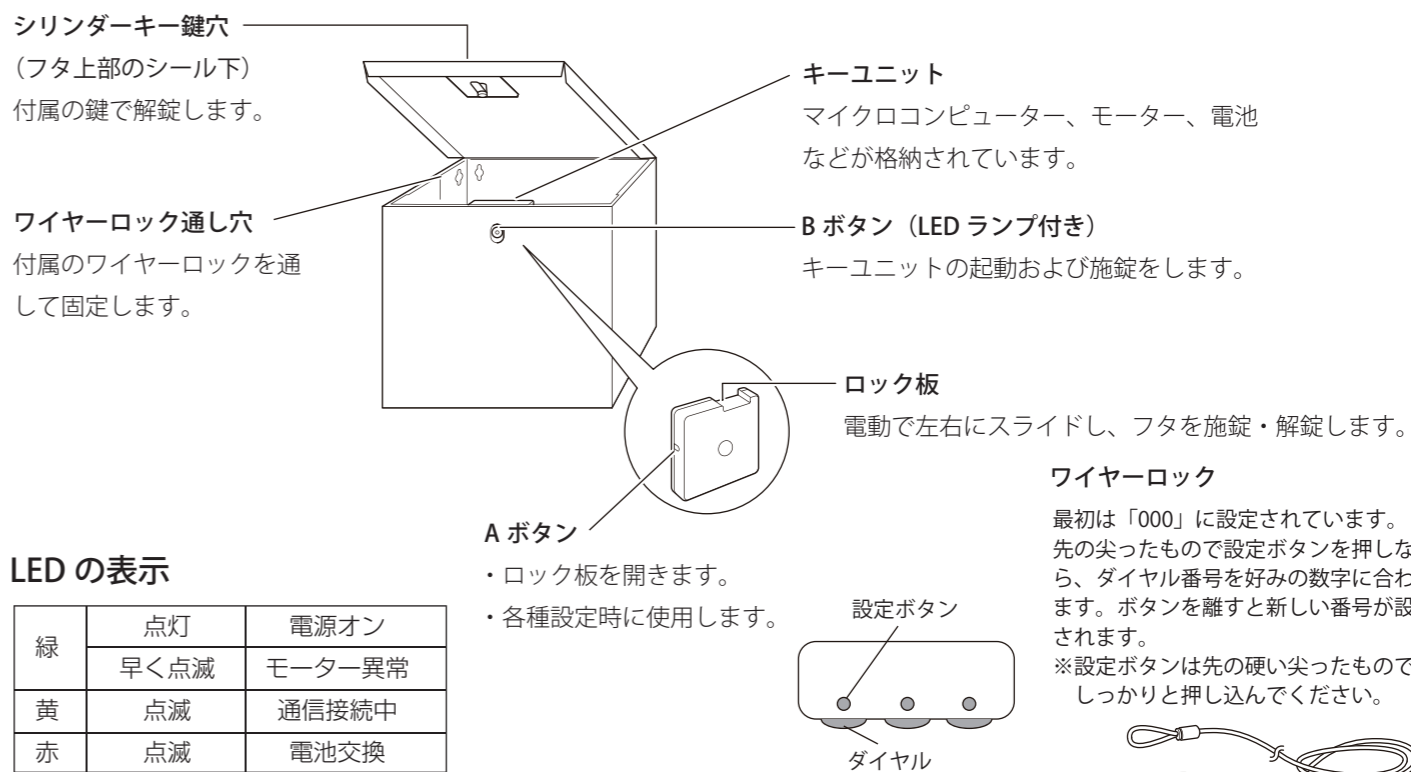 シリンダーキー鍵穴
(フタ上部のシール下)
付属の鍵で解錠します。
ワイヤーロック通し穴
付属のワイヤーロックを通
して固定します。
キーユニット
マイクロコンピューター、モーター、電池
などが格納されています。
B ボタン(LED ランプ付き)
キーユニットの起動および施錠をします。
ロック板
電動で左右にスライドし、フタを施錠・解錠します。
A ボタン
・ロック板を開きます。
・各種設定時に使用します。
LED の表示
緑 点灯 電源オン
早く点滅 モーター異常
黄 点滅 通信接続中
赤 点滅 電池交換
設定ボタン
ダイヤル
ワイヤーロック
最初は「000」に設定されています。
先の尖ったもので設定ボタンを押しな
ら、ダイヤル番号を好みの数字に合わ
ます。ボタンを離すと新しい番号が設
されます。
※設定ボタンは先の硬い尖ったもので
しっかりと押し込んでください。